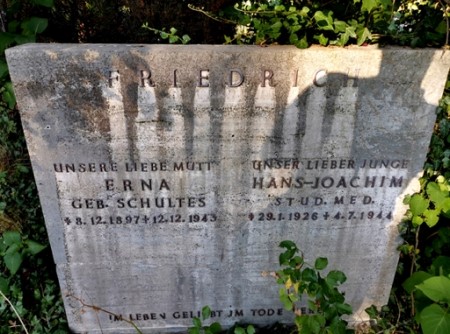 FRIEDRICH
UNSERE LIEBE MUTT
ERNA
GEB. SCHULTES
* 8.12.1897 + 12.12.1943
UNSER LIEBER JUNGE
HANS-JOACHIM
STUD. MED.
* 29.1.1926 + 4.7.1944
IM LEBEN GELIEBT IM TODE